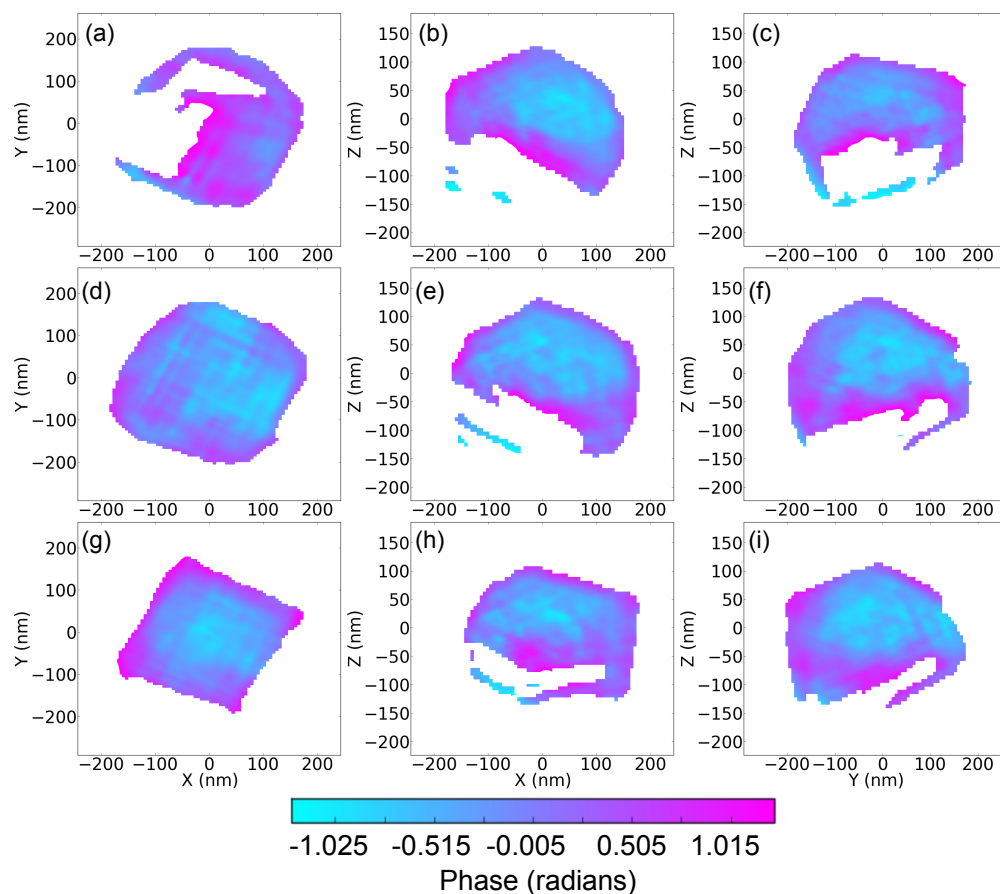 (a) (b) (c)
Y (nm) 200 100 0 −100 −200
Z (nm) 150 100 50 0 −50 −100 −150 −200
Z (nm) 150 100 50 0 −50 −100 −150 −200
−200 −100 0 100 200 −200 −100 0 100 200 −200 −100 0 100 200
(d) (e) (f)
Y (nm) 200 100 0 −100 −200
Z (nm) 150 100 50 0 −50 −100 −150 −200
Z (nm) 150 100 50 0 −50 −100 −150 −200
−200 −100 0 100 200 −200 −100 0 100 200 −200 −100 0 100 200
(g) (h) (i)
Y (nm) 200 100 0 −100 −200
Z (nm) 150 100 50 0 −50 −100 −150 −200
Z (nm) 150 100 50 0 −50 −100 −150 −200
−200 −100 0 100 200 −200 −100 0 100 200 −200 −100 0 100 200
X (nm) X (nm) Y (nm)
-1.025 -0.515 -0.005 0.505 1.015
Phase (radians)